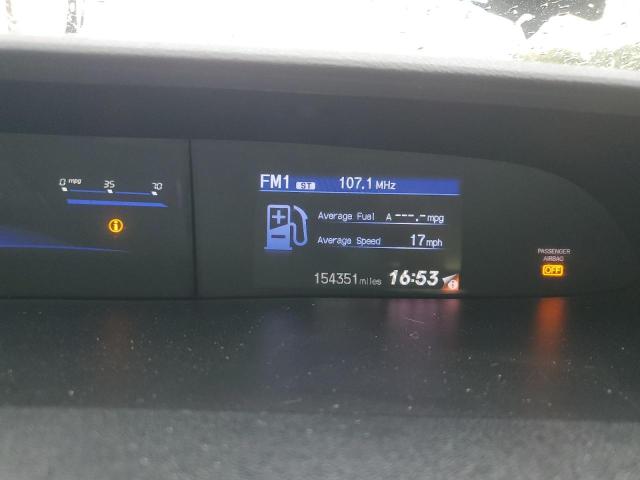 0 mpg 35 70
FM1 ST 107.1 MHz
Average Fuel A ---.- mpg
Average Speed 17 mph
154351 miles 16:53
PASSENGER
AIRBAG
OFF